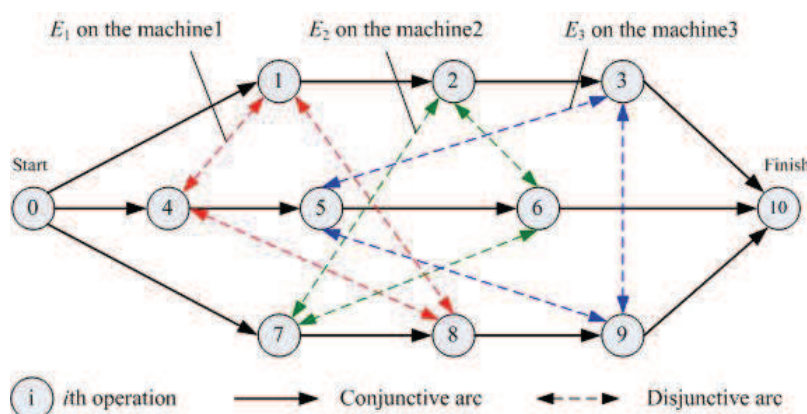 E1 on the machine1 E2 on the machine2 E3 on the machine3
1 2 3
Start Finish
0 4 5 6 10
7 8 9
i ith operation Conjunctive arc Disjunctive arc